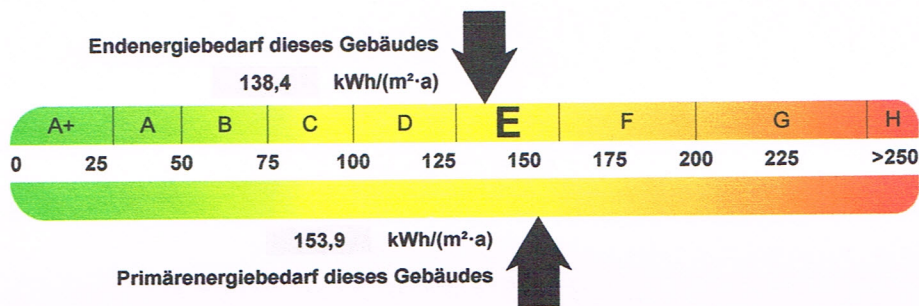 Endenergiebedarf dieses Gebäudes
138,4 kWh/(m²·a)
A+ A B C D E F G H
0 25 50 75 100 125 150 175 200 225 >250
153,9 kWh/(m²·a)
Primärenergiebedarf dieses Gebäudes